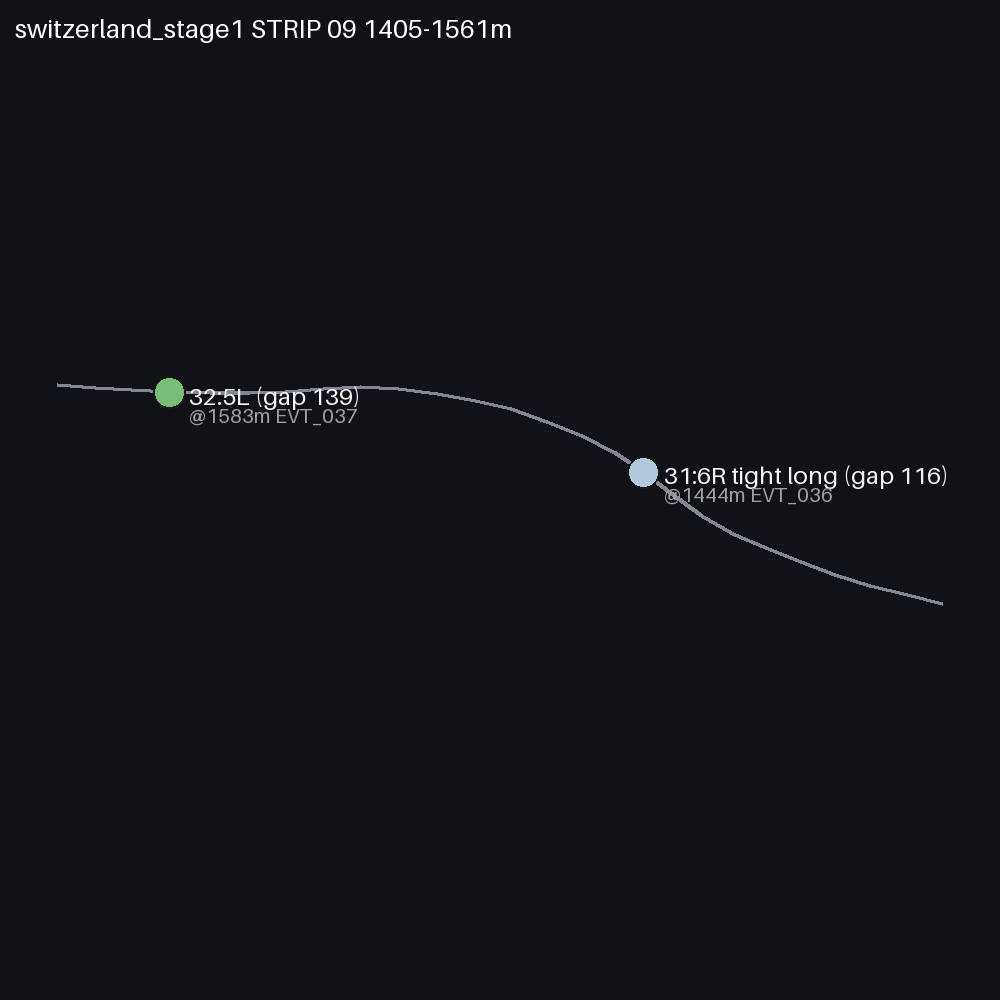 switzerland_stage1 STRIP 09 1405-1561m
32:5L (gap 139)
@1583m EVT_037
31:6R tight long (gap 116)
@1444m EVT_036